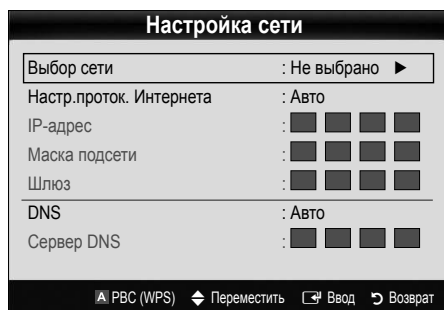 Настройка сети
Выбор сети : Не выбрано ►
Настр.проток. Интернета : Авто
IP-адрес :
Маска подсети :
Шлюз :
DNS : Авто
Сервер DNS :
A PBC (WPS) Переместить Ввод Возврат